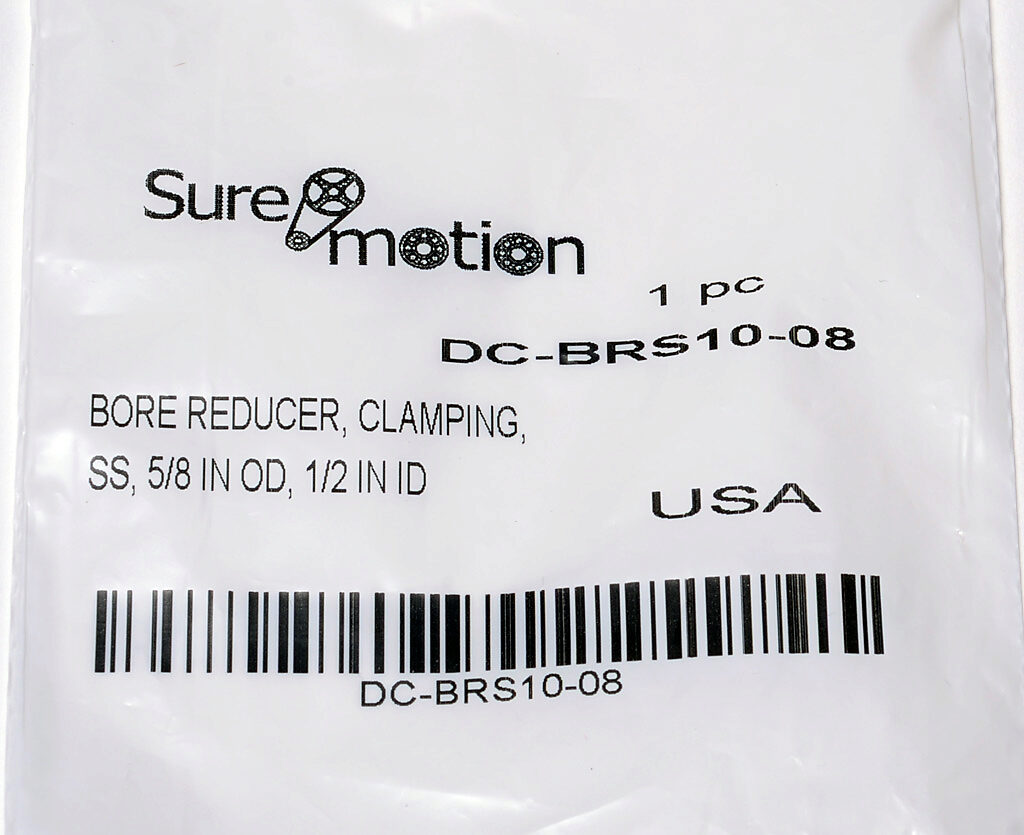 Sure
motion
1 pc
DC-BRS10-08
BORE REDUCER, CLAMPING,
SS, 5/8 IN OD, 1/2 IN ID
USA
DC-BRS10-08